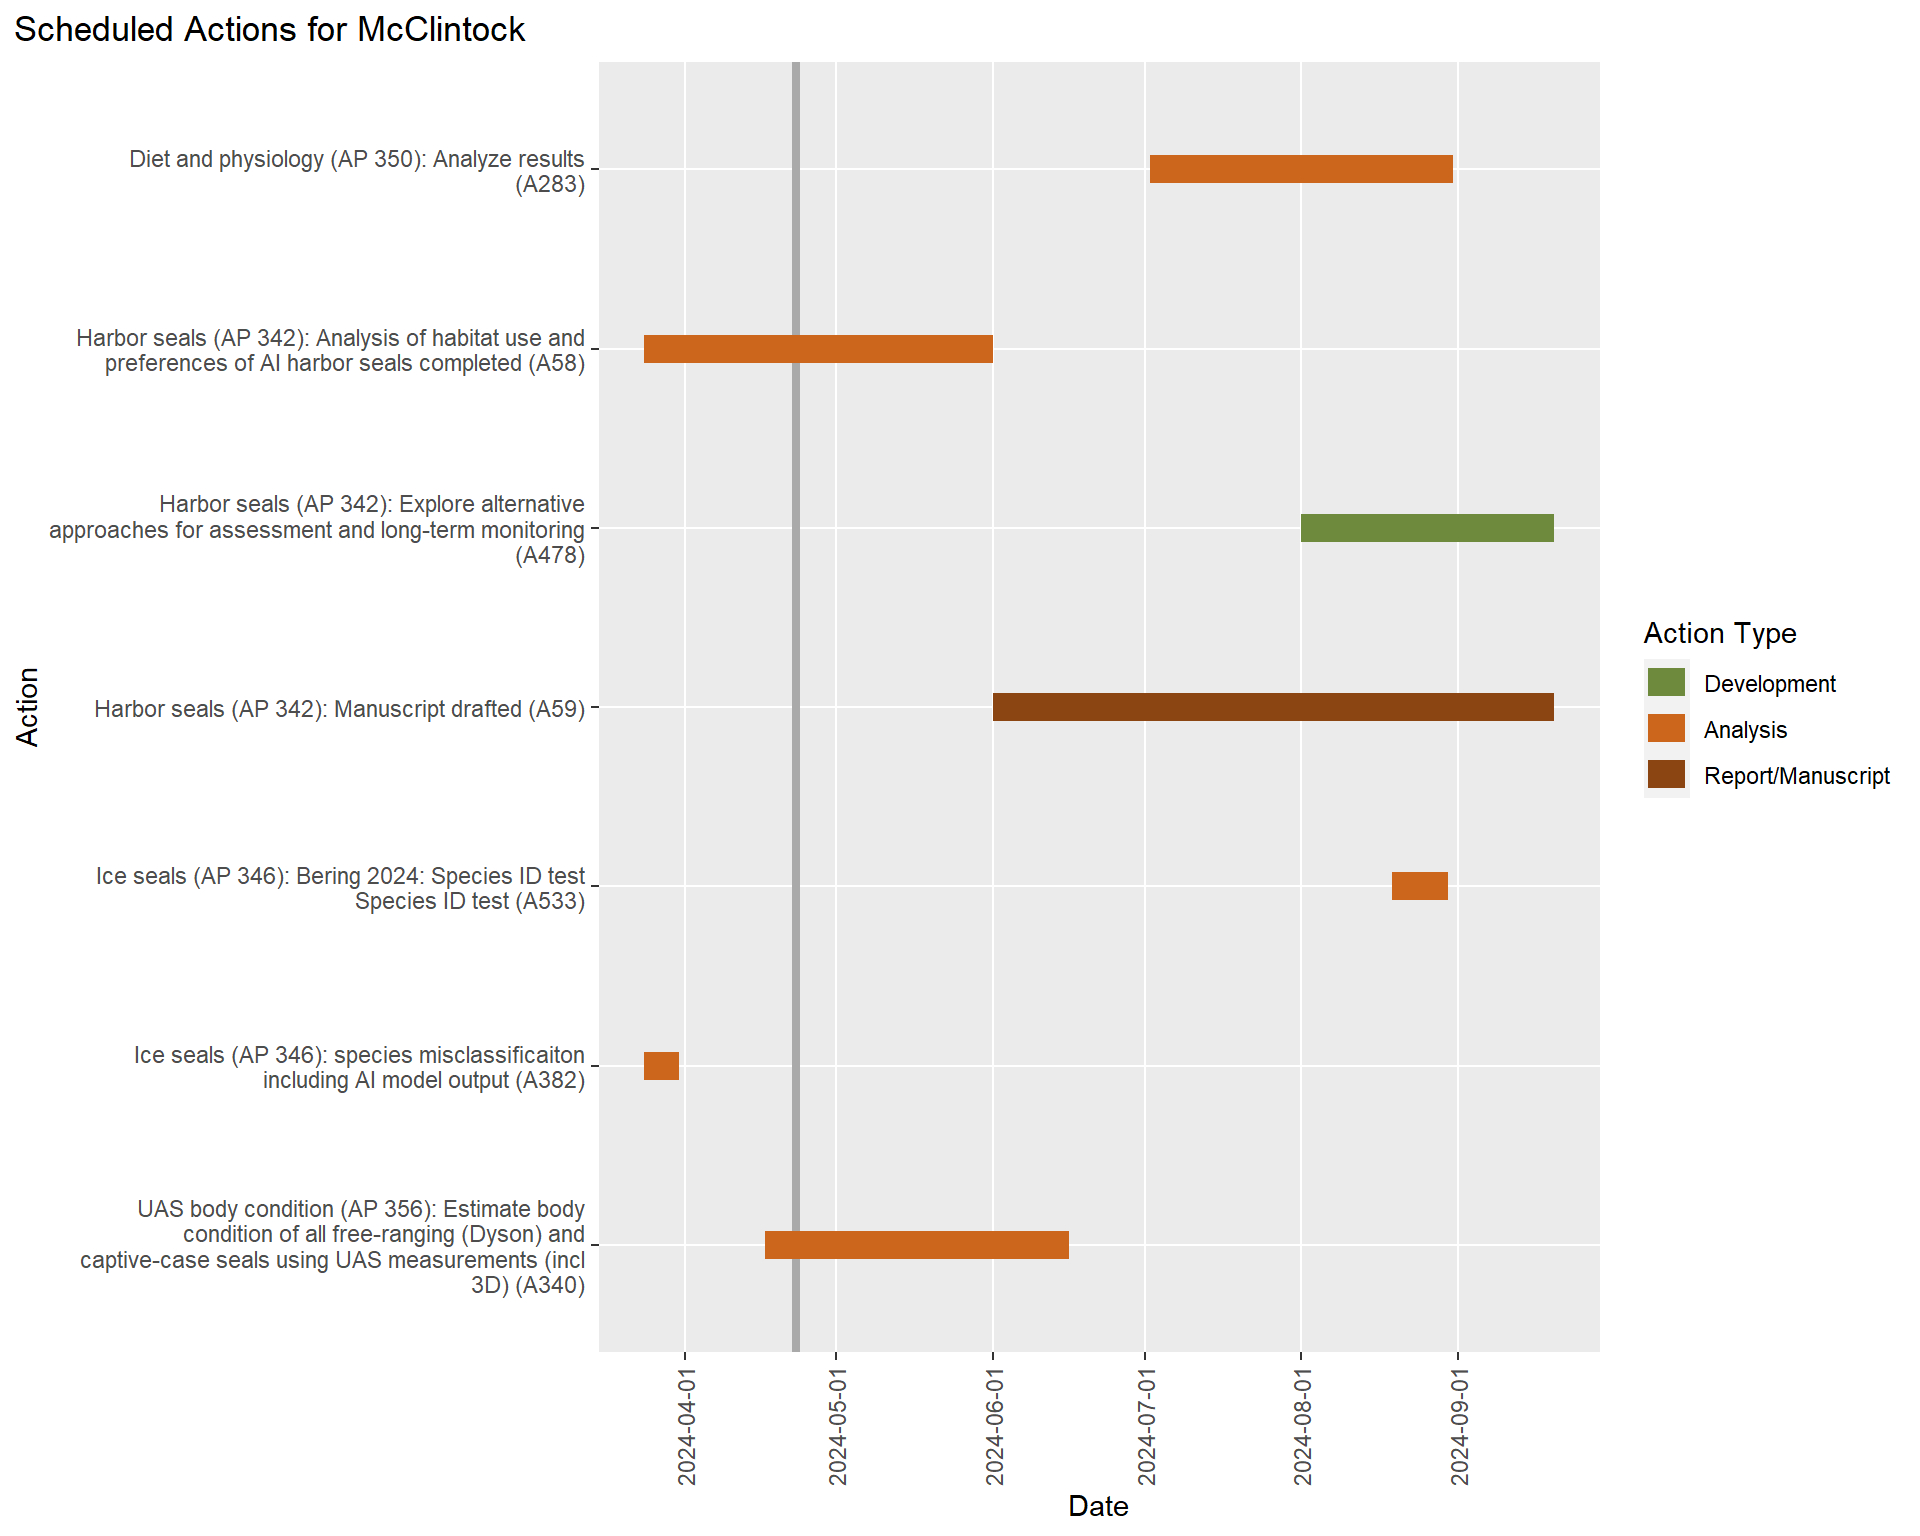 Scheduled Actions for McClintock
Diet and physiology (AP 350): Analyze results
(A283)
Harbor seals (AP 342): Analysis of habitat use and
preferences of AI harbor seals completed (A58)
Harbor seals (AP 342): Explore alternative
approaches for assessment and long-term monitoring
(A478)
Harbor seals (AP 342): Manuscript drafted (A59)
Ice seals (AP 346): Bering 2024: Species ID test
Species ID test (A533)
Ice seals (AP 346): species misclassificaiton
including AI model output (A382)
UAS body condition (AP 356): Estimate body
condition of all free-ranging (Dyson) and
captive-case seals using UAS measurements (incl
3D) (A340)
Action
2024-04-01
2024-05-01
2024-06-01
2024-07-01
2024-08-01
2024-09-01
Date
Action Type
Development
Analysis
Report/Manuscript